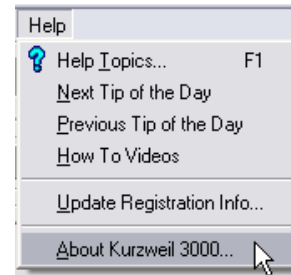 Help
Help Topics... F1
Next Tip of the Day
Previous Tip of the Day
How To Videos
Update Registration Info...
About Kurzweil 3000...